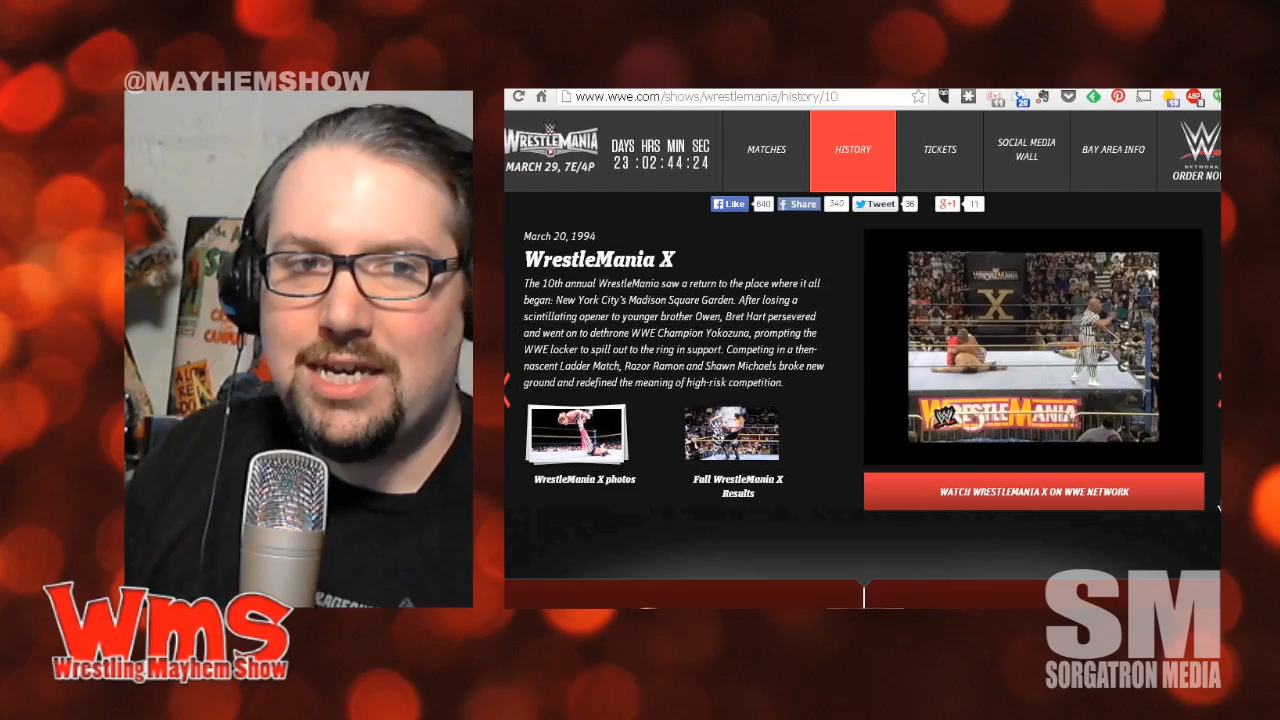 @MAYHEMSHOW
www.wwe.com/shows/wrestlemania/history/10
WRESTLEMANIA
MARCH 29, 7E/4P
DAYS HRS MIN SEC
23:02:44:24
MATCHES
HISTORY
TICKETS
SOCIAL MEDIA
WALL
BAY AREA INFO
NETWORK
ORDER NO
Like 640 Share 340 Tweet 36 g+1 11
March 20, 1994
WrestleMania X
The 10th annual WrestleMania saw a return to the place where it all
began: New York City's Madison Square Garden. After losing a
scintillating opener to younger brother Owen, Bret Hart persevered
and went on to dethrone WWE Champion Yokozuna, prompting the
WWE locker to spill out to the ring in support. Competing in a then-
nascent Ladder Match, Razor Ramon and Shawn Michaels broke new
ground and redefined the meaning of high-risk competition.
WrestleMania X photos
Full WrestleMania X
Results
WRESTLEMANIA
X
WRESTLEMANIA
WATCH WRESTLEMANIA X ON WWE NETWORK
WMS
Wrestling Mayhem Show
SM
SORGATRON MEDIA